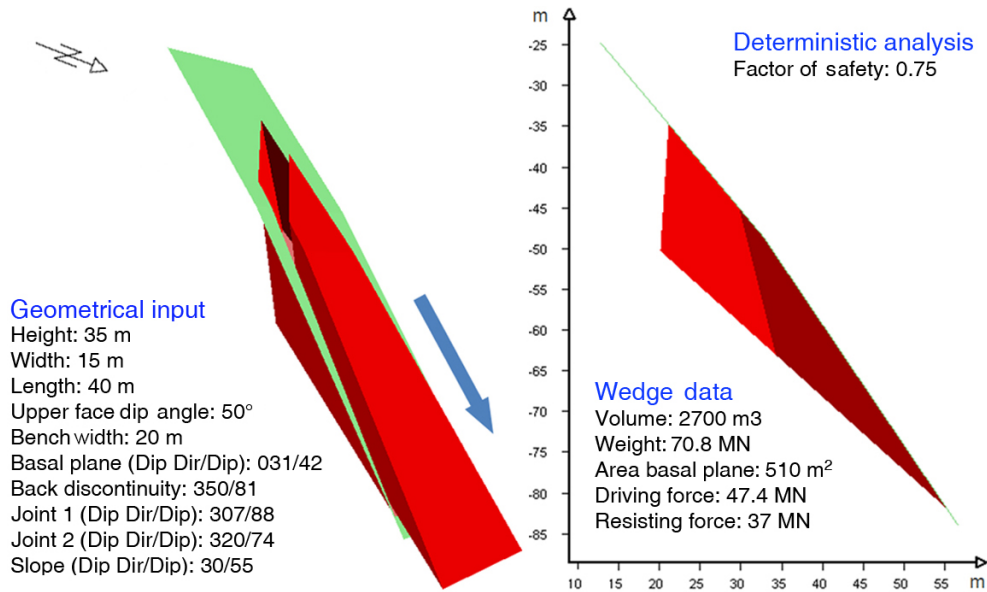 Geometrical input
Height: 35 m
Width: 15 m
Length: 40 m
Upper face dip angle: 50°
Bench width: 20 m
Basal plane (Dip Dir/Dip): 031/42
Back discontinuity: 350/81
Joint 1 (Dip Dir/Dip): 307/88
Joint 2 (Dip Dir/Dip): 320/74
Slope (Dip Dir/Dip): 30/55
m
-25
-30
-35
-40
-45
-50
-55
-60
-65
-70
-75
-80
-85
10 15 20 25 30 35 40 45 50 55 m
Deterministic analysis
Factor of safety: 0.75
Wedge data
Volume: 2700 m3
Weight: 70.8 MN
Area basal plane: 510 m²
Driving force: 47.4 MN
Resisting force: 37 MN